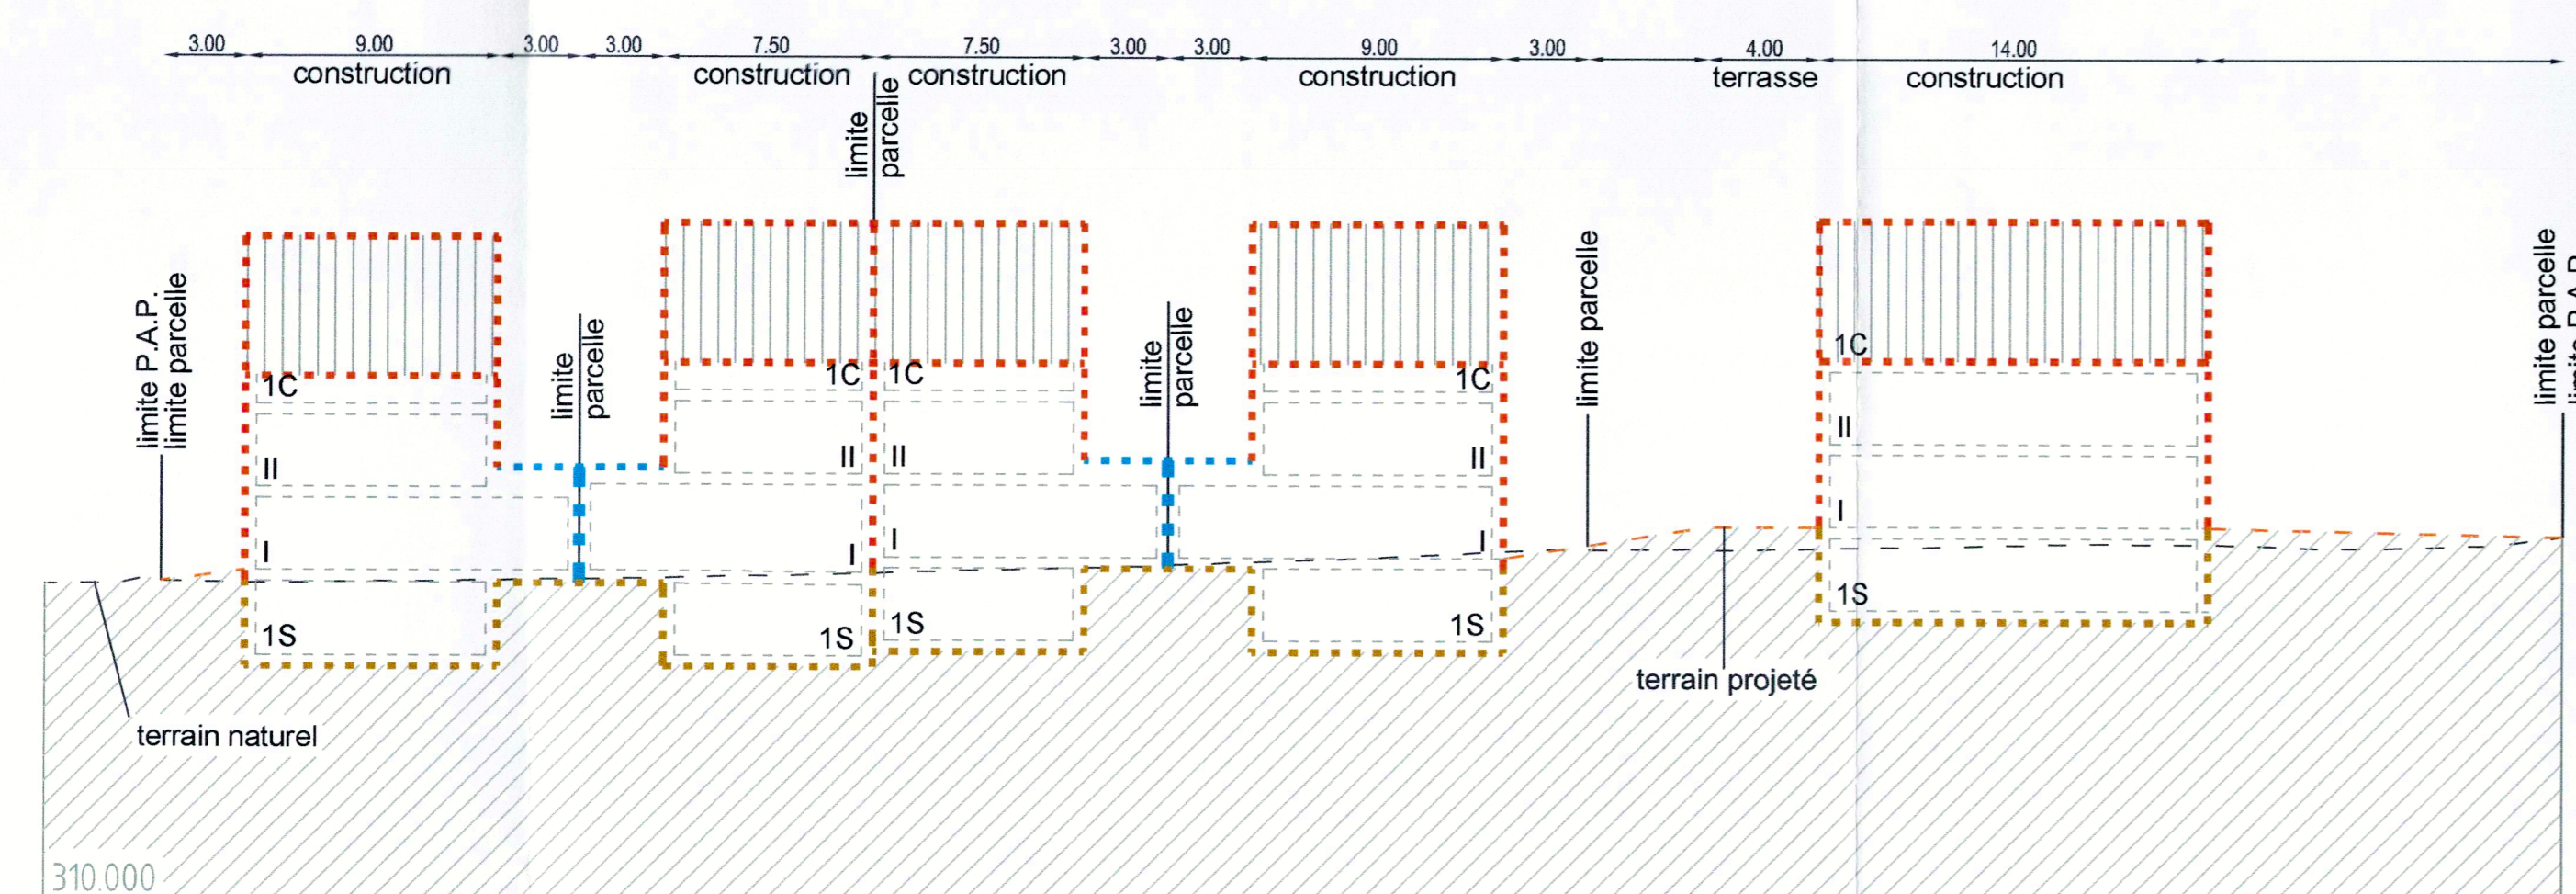 3.00 9.00 3.00 3.00 7.50 7.50 3.00 3.00 9.00 3.00 4.00 14.00
construction construction construction construction terrasse construction
limite
parcelle
limite P.A.P.
limite parcelle
limite
parcelle
limite
parcelle
limite parcelle
limite parcelle
limite P.A.P.
1C 1C 1C 1C 1C
II II II II II
I I I I I
1S 1S 1S 1S 1S
terrain projeté
terrain naturel
310.000